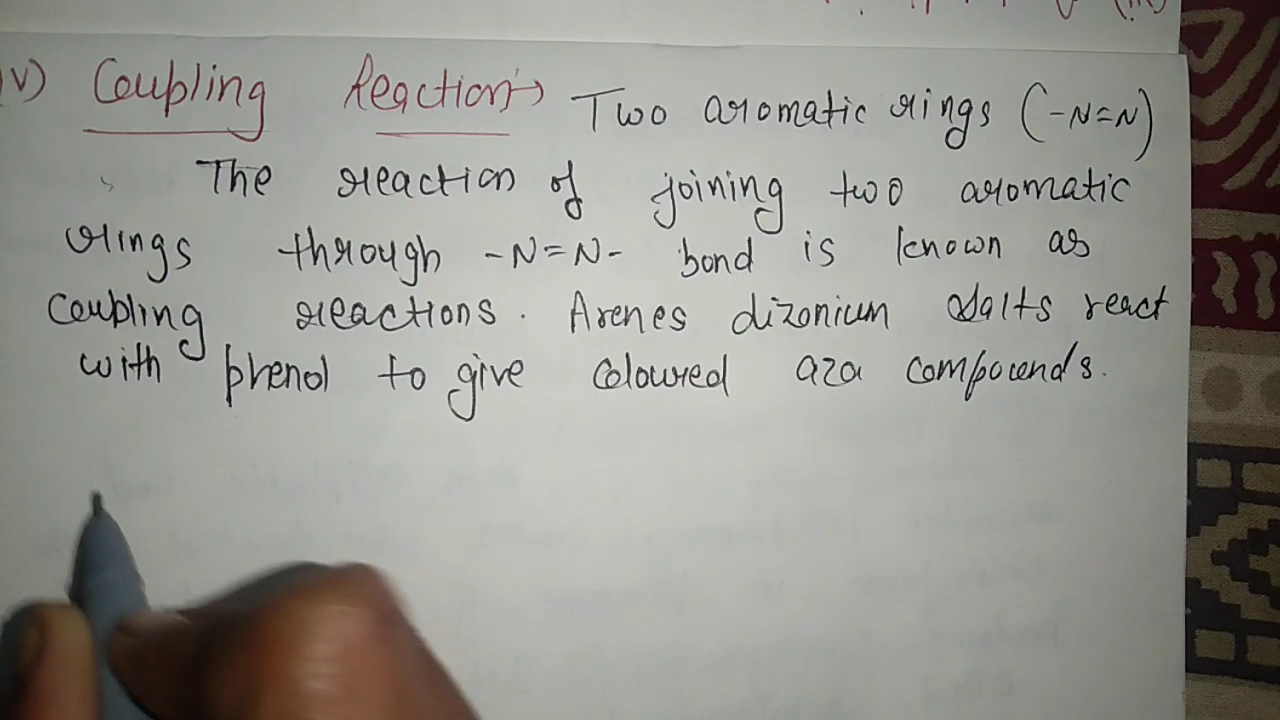 (V) Coupling Reaction→ Two aromatic rings (-N=N)
The reaction of joining two aromatic
rings through -N=N- bond is known as
Coupling reactions. Arenes dizonium Salts react
with phenol to give Coloured aza compounds.